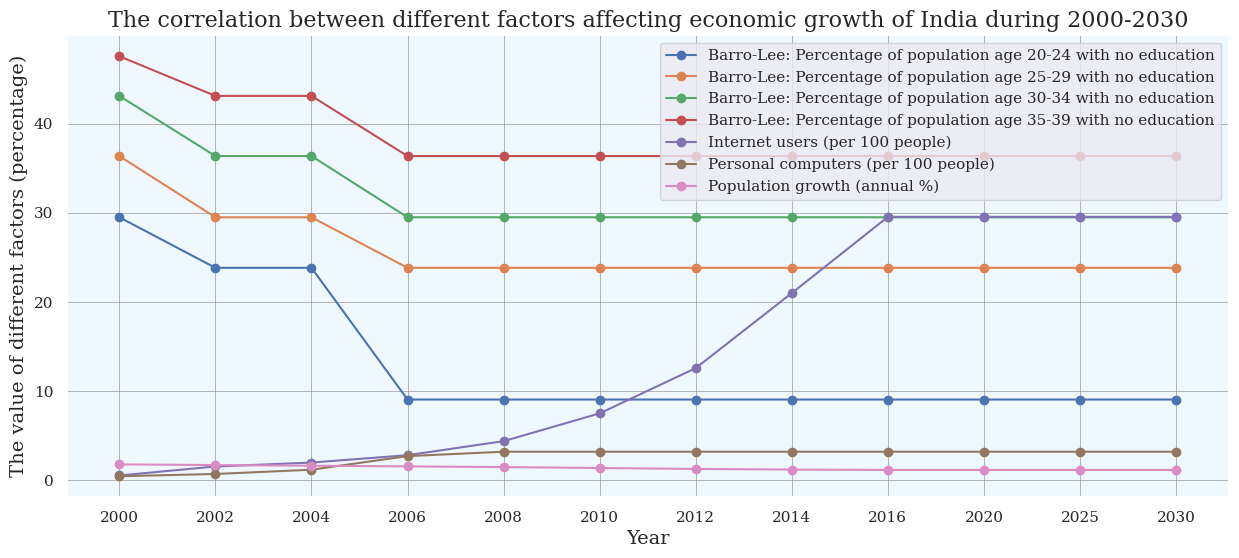 The correlation between different factors affecting economic growth of India during 2000-2030
Barro-Lee: Percentage of population age 20-24 with no education
Barro-Lee: Percentage of population age 25-29 with no education
Barro-Lee: Percentage of population age 30-34 with no education
Barro-Lee: Percentage of population age 35-39 with no education
Internet users (per 100 people)
Personal computers (per 100 people)
Population growth (annual %)
The value of different factors (percentage)
40
30
20
10
0
2000 2002 2004 2006 2008 2010 2012 2014 2016 2020 2025 2030
Year